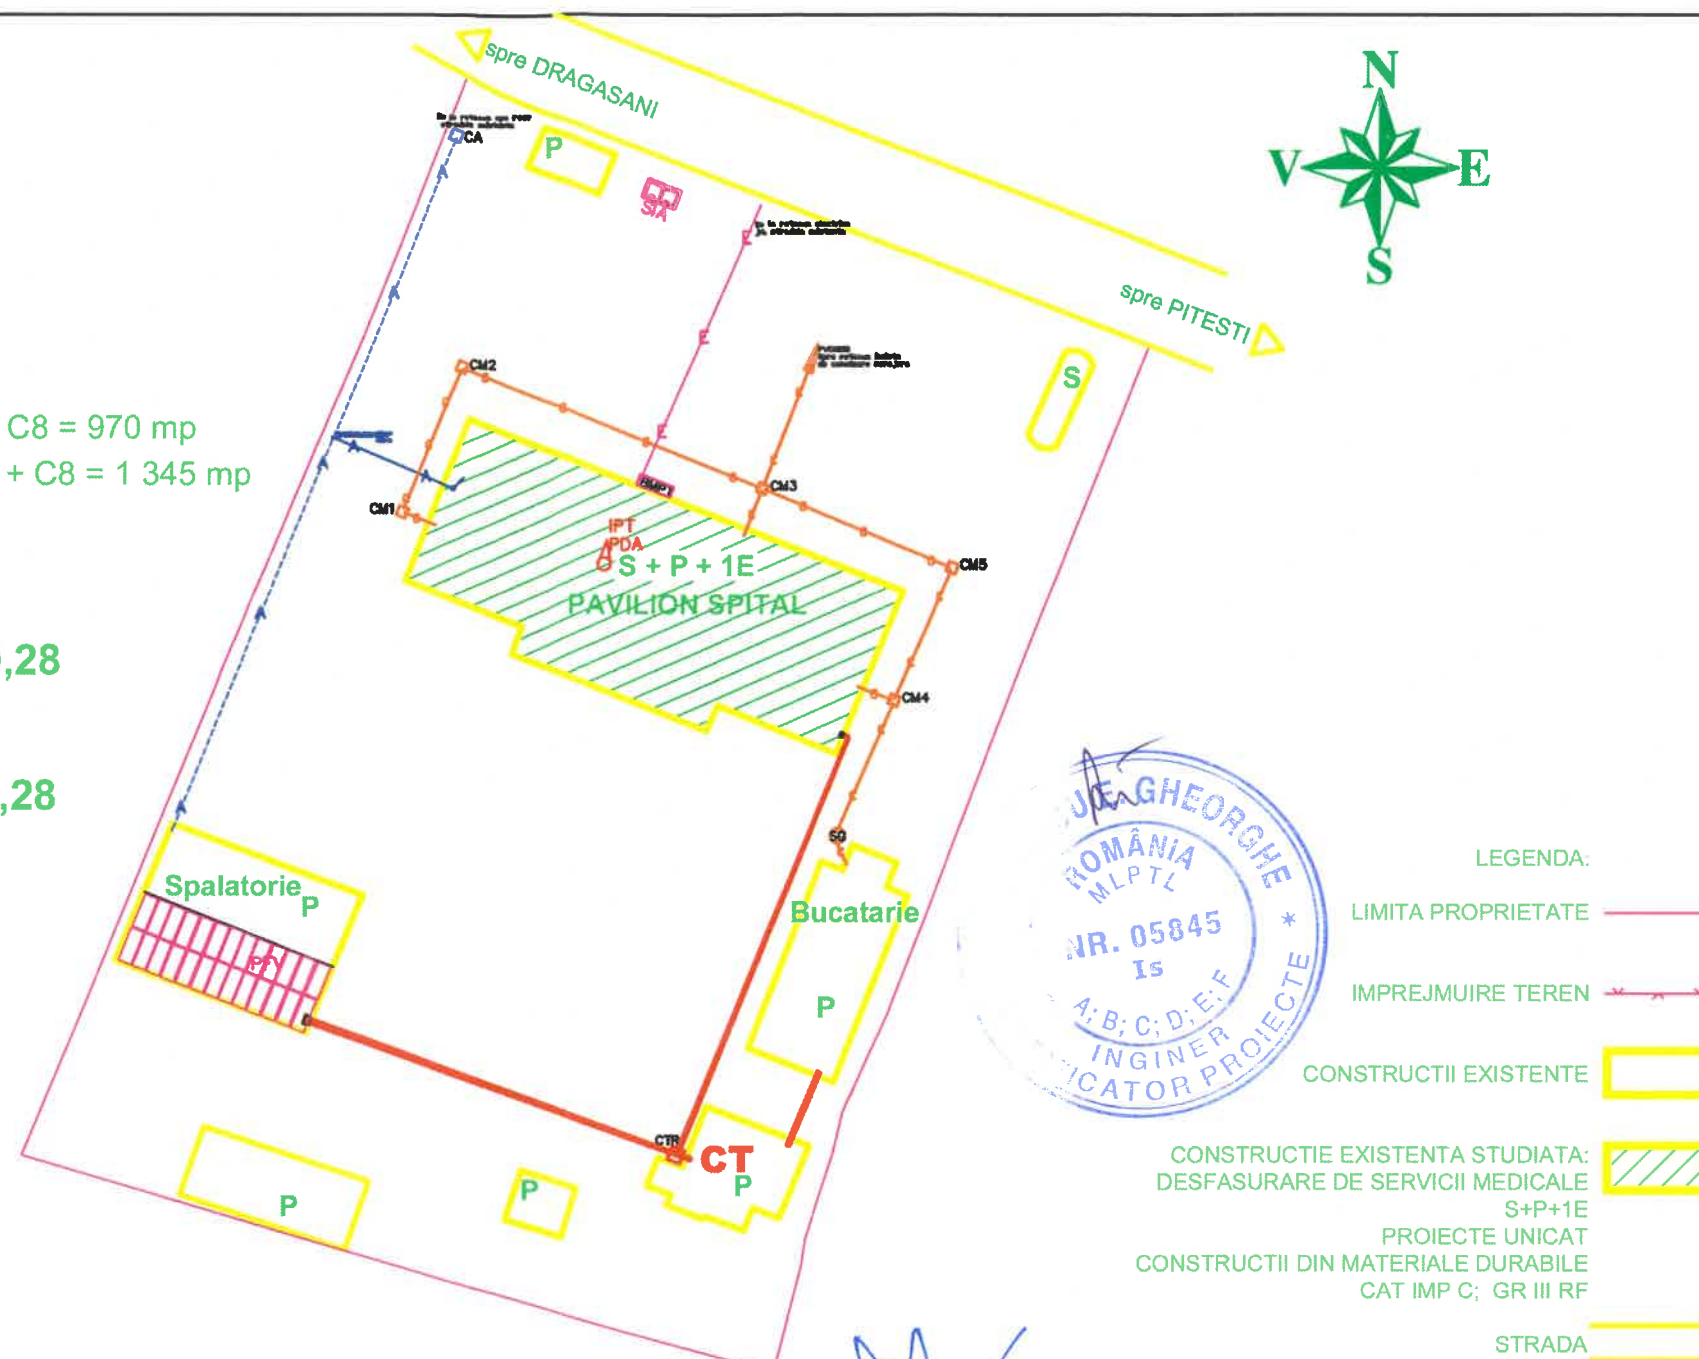 spre DRAGASANI
N
V
E
S
CA
P
SIA
spre PITESTI
S
CM2
C8 = 970 mp
+ C8 = 1 345 mp
CM3
CM1
IPT
PDA
S + P + 1E
PAVILION SPITAL
CM5
,28
CM4
,28
SG
Spalatorie
P
Bucatarie
PFV
P
E. GHEORGHE
ROMÂNIA
MLPTL
NR. 05845
Is
A; B; C; D; E; F
INGINER
ICATOR PROIECTE
LEGENDA:
LIMITA PROPRIETATE
IMPREJMUIRE TEREN
CONSTRUCTII EXISTENTE
CTR
CT
P
P
P
CONSTRUCTIE EXISTENTA STUDIATA:
DESFASURARE DE SERVICII MEDICALE
S+P+1E
PROIECTE UNICAT
CONSTRUCTII DIN MATERIALE DURABILE
CAT IMP C; GR III RF
STRADA